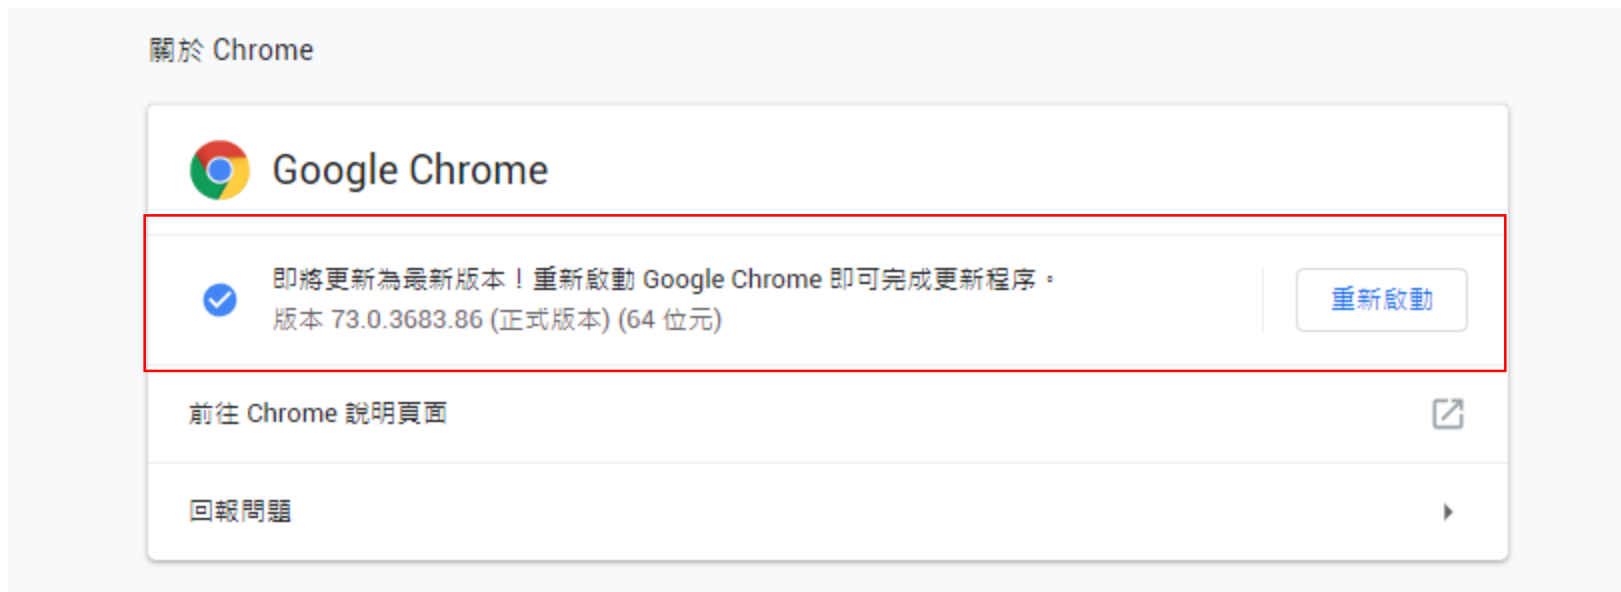 關於 Chrome
Google Chrome
即將更新為最新版本！重新啟動 Google Chrome 即可完成更新程序。
版本 73.0.3683.86 (正式版本) (64 位元)
重新啟動
前往 Chrome 說明頁面
回報問題